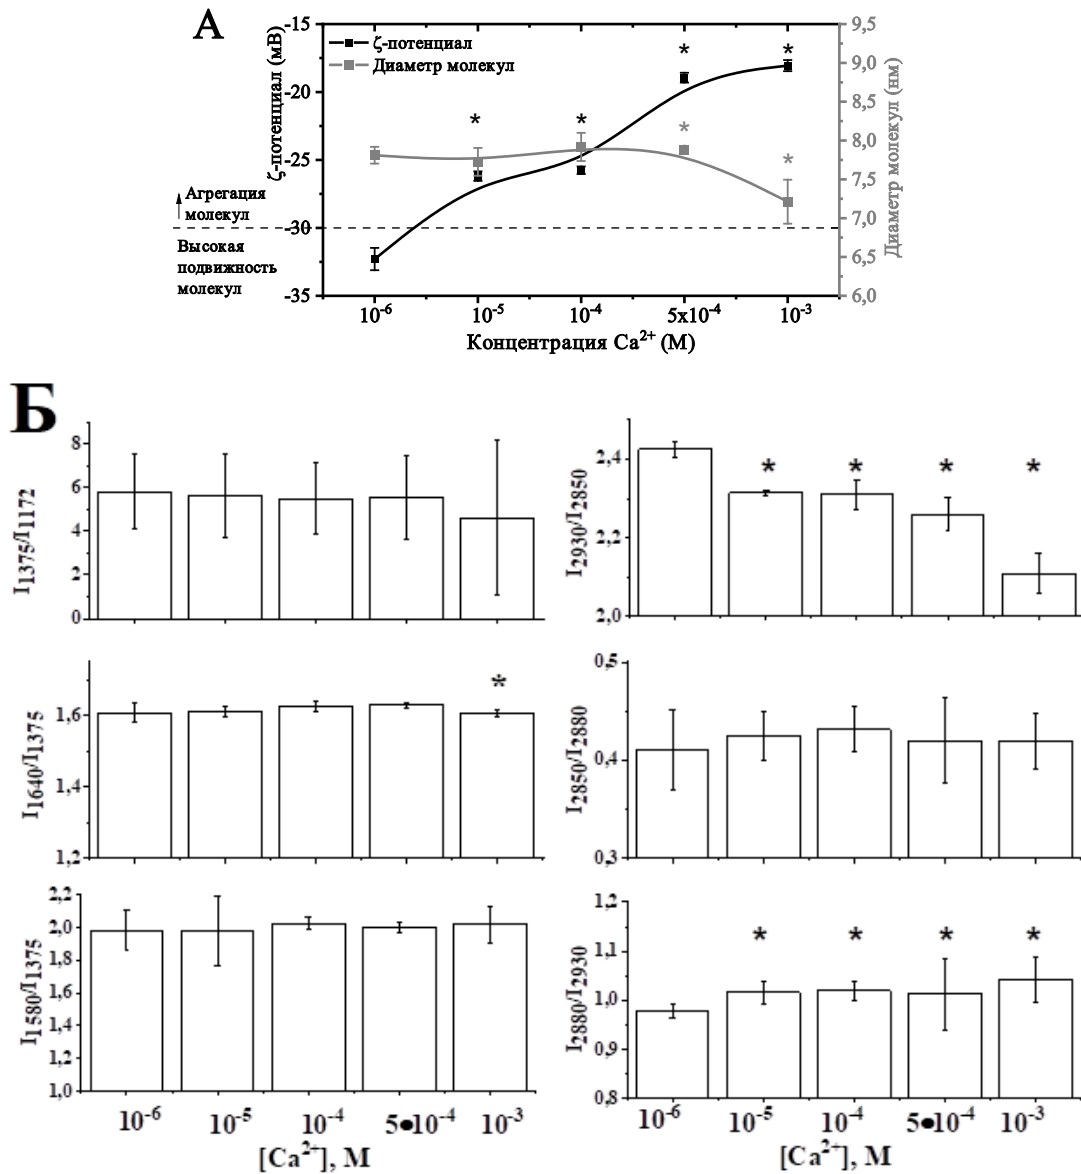 А
ζ-потенциал
Диаметр молекул
ζ-потенциал (мВ)
-15
-20
-25
-30
-35
* * * *
* *
9,5
9,0
8,5
8,0
7,5
7,0
6,5
6,0
Диаметр молекул (нм)
Агрегация
молекул
Высокая
подвижность
молекул
10⁻⁶ 10⁻⁵ 10⁻⁴ 5x10⁻⁴ 10⁻³
Концентрация Ca²⁺ (М)
Б
I1375/I1172
8
6
4
2
0
I2930/I2850
2,4
2,2
2,0
* * * *
I1640/I1375
1,6
1,4
1,2
*
I2850/I2880
0,5
0,4
0,3
I1580/I1375
2,2
2,0
1,8
1,6
1,4
1,2
1,0
10⁻⁶ 10⁻⁵ 10⁻⁴ 5•10⁻⁴ 10⁻³
[Ca²⁺], М
I2880/I2930
1,2
1,1
1,0
0,9
0,8
* * * *
10⁻⁶ 10⁻⁵ 10⁻⁴ 5•10⁻⁴ 10⁻³
[Ca²⁺], М